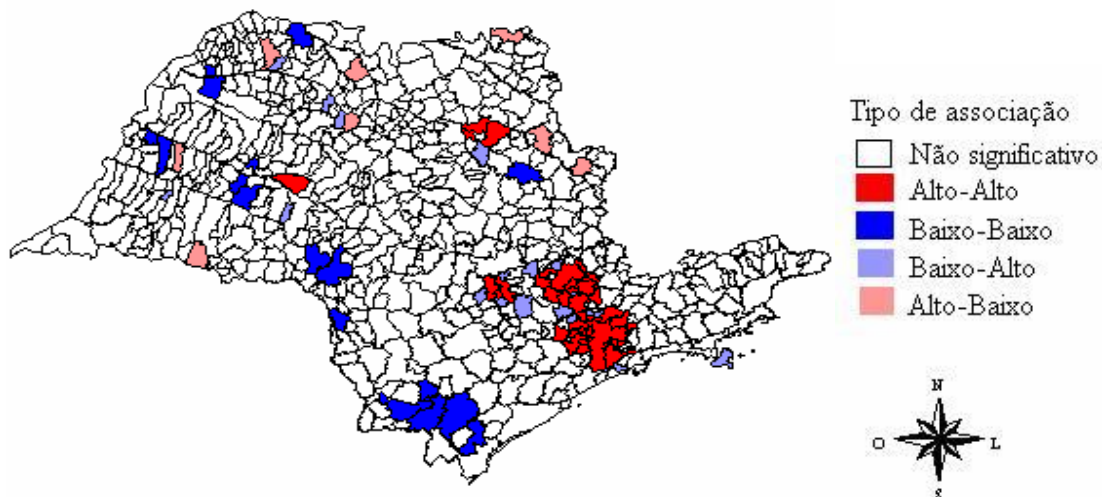 Tipo de associação
Não significativo
Alto-Alto
Baixo-Baixo
Baixo-Alto
Alto-Baixo
N
O L
S